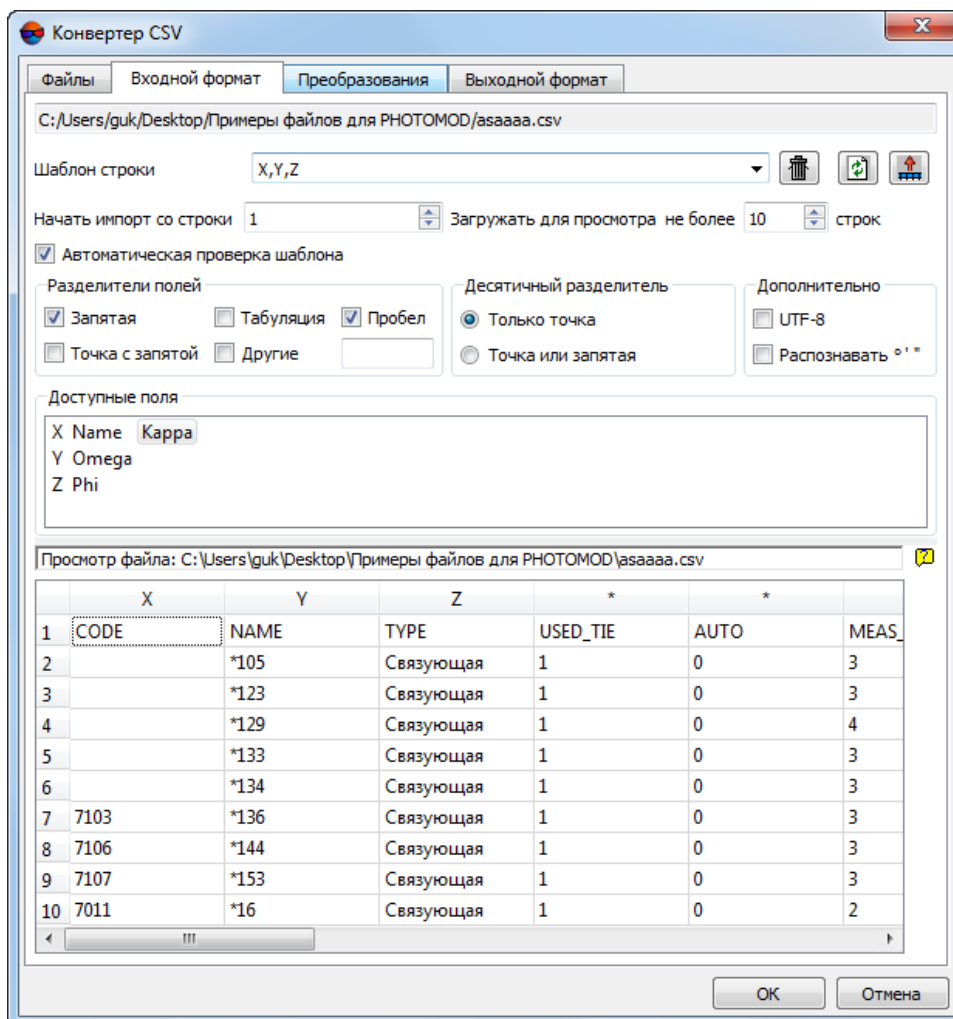 Конвертер CSV
Файлы Входной формат Преобразования Выходной формат
C:/Users/guk/Desktop/Примеры файлов для PHOTOMOD/asaaaa.csv
Шаблон строки X,Y,Z
Начать импорт со строки 1 Загружать для просмотра не более 10 строк
Автоматическая проверка шаблона
Разделители полей Десятичный разделитель Дополнительно
Запятая Табуляция Пробел Только точка UTF-8
Точка с запятой Другие Точка или запятая Распознавать ° ' "
Доступные поля
X Name Kappa
Y Omega
Z Phi
Просмотр файла: C:\Users\guk\Desktop\Примеры файлов для PHOTOMOD\asaaaa.csv
X Y Z * *
1 CODE NAME TYPE USED_TIE AUTO MEAS_
2 *105 Связующая 1 0 3
3 *123 Связующая 1 0 3
4 *129 Связующая 1 0 4
5 *133 Связующая 1 0 3
6 *134 Связующая 1 0 3
7 7103 *136 Связующая 1 0 3
8 7106 *144 Связующая 1 0 3
9 7107 *153 Связующая 1 0 3
10 7011 *16 Связующая 1 0 2
OK Отмена